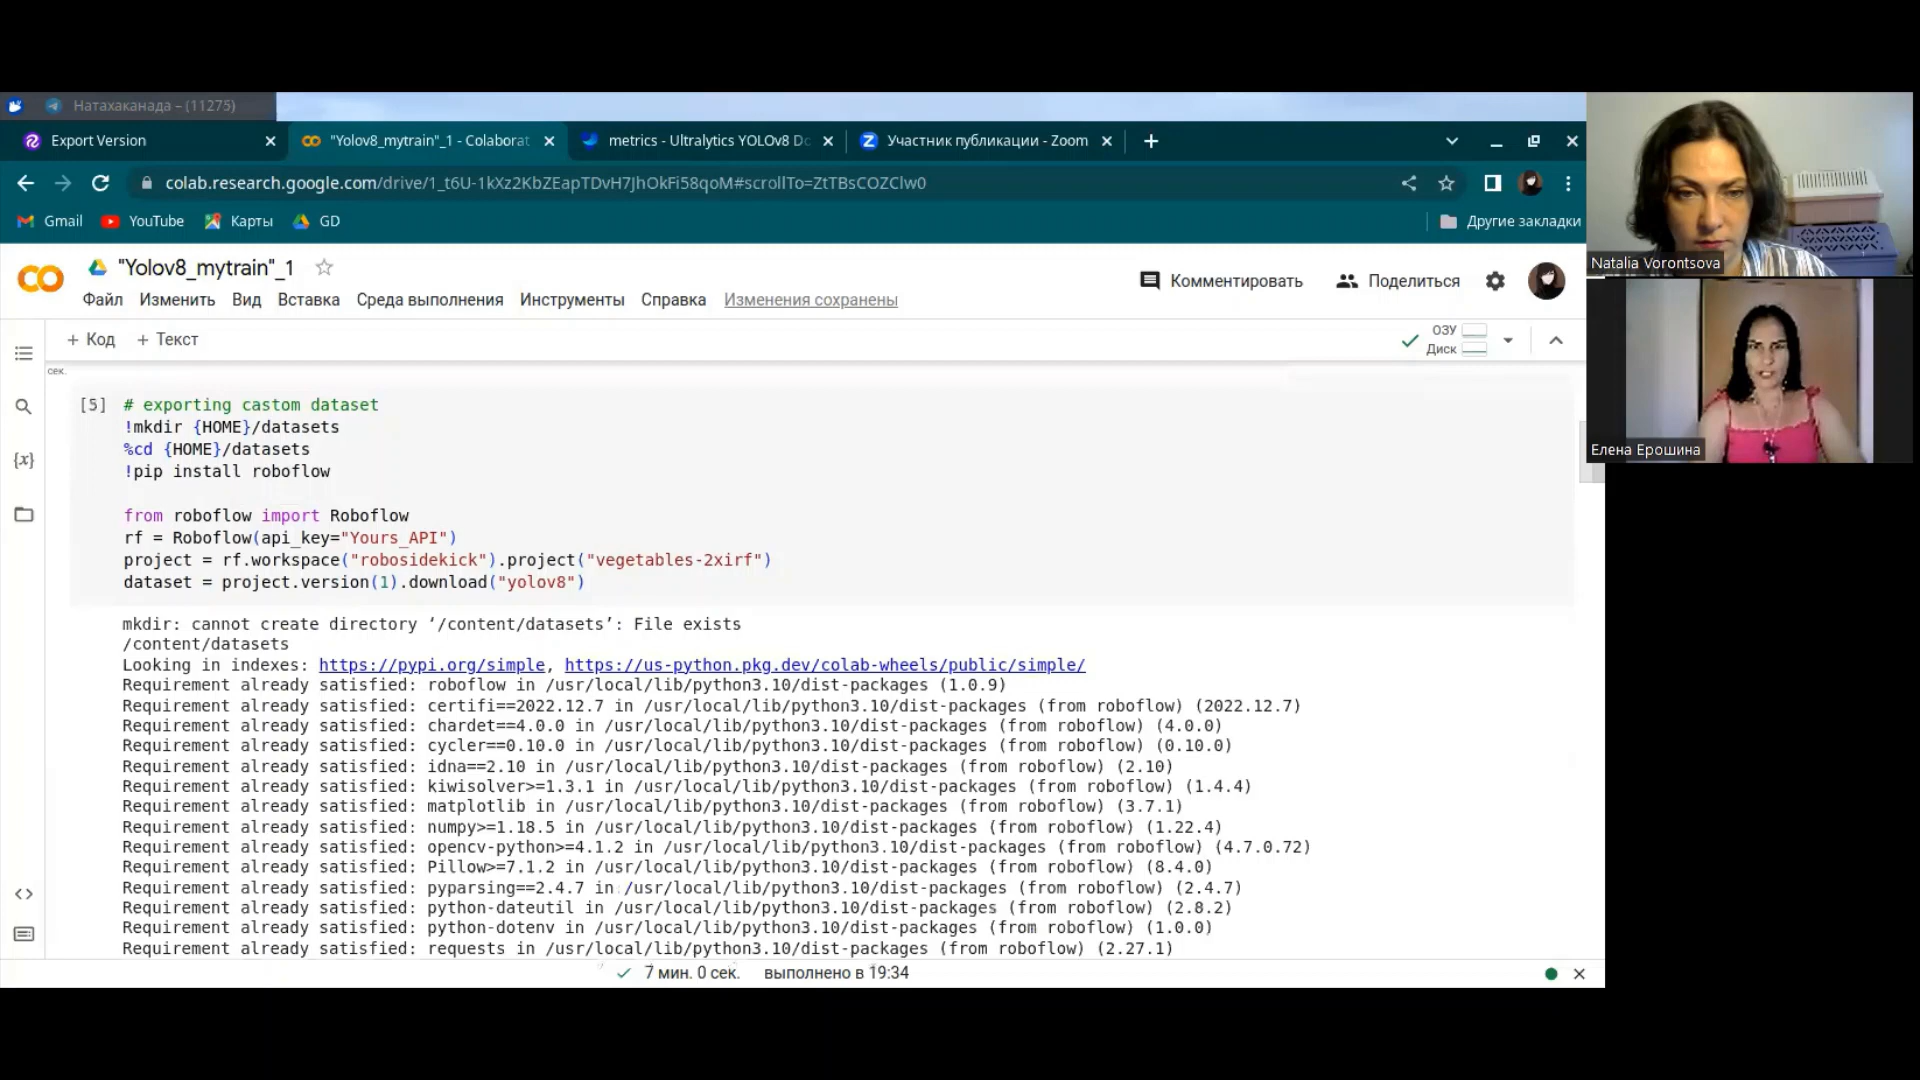 Натахаканада – (11275)
Export Version
"Yolov8_mytrain"_1 - Colaborat
metrics - Ultralytics YOLOv8 Do
Участник публикации - Zoom
colab.research.google.com/drive/1_t6U-1kXz2KbZEapTDvH7JhOkFi58qoM#scrollTo=ZtTBsCOZClw0
Gmail YouTube Карты GD Другие закладки
"Yolov8_mytrain"_1
Комментировать Поделиться
Файл Изменить Вид Вставка Среда выполнения Инструменты Справка Изменения сохранены
+ Код + Текст
ОЗУ
Диск
сек.
[5] # exporting castom dataset
!mkdir {HOME}/datasets
%cd {HOME}/datasets
!pip install roboflow
from roboflow import Roboflow
rf = Roboflow(api_key="Yours_API")
project = rf.workspace("robosidekick").project("vegetables-2xirf")
dataset = project.version(1).download("yolov8")
mkdir: cannot create directory ‘/content/datasets’: File exists
/content/datasets
Looking in indexes: https://pypi.org/simple, https://us-python.pkg.dev/colab-wheels/public/simple/
Requirement already satisfied: roboflow in /usr/local/lib/python3.10/dist-packages (1.0.9)
Requirement already satisfied: certifi==2022.12.7 in /usr/local/lib/python3.10/dist-packages (from roboflow) (2022.12.7)
Requirement already satisfied: chardet==4.0.0 in /usr/local/lib/python3.10/dist-packages (from roboflow) (4.0.0)
Requirement already satisfied: cycler==0.10.0 in /usr/local/lib/python3.10/dist-packages (from roboflow) (0.10.0)
Requirement already satisfied: idna==2.10 in /usr/local/lib/python3.10/dist-packages (from roboflow) (2.10)
Requirement already satisfied: kiwisolver>=1.3.1 in /usr/local/lib/python3.10/dist-packages (from roboflow) (1.4.4)
Requirement already satisfied: matplotlib in /usr/local/lib/python3.10/dist-packages (from roboflow) (3.7.1)
Requirement already satisfied: numpy>=1.18.5 in /usr/local/lib/python3.10/dist-packages (from roboflow) (1.22.4)
Requirement already satisfied: opencv-python>=4.1.2 in /usr/local/lib/python3.10/dist-packages (from roboflow) (4.7.0.72)
Requirement already satisfied: Pillow>=7.1.2 in /usr/local/lib/python3.10/dist-packages (from roboflow) (8.4.0)
Requirement already satisfied: pyparsing==2.4.7 in /usr/local/lib/python3.10/dist-packages (from roboflow) (2.4.7)
Requirement already satisfied: python-dateutil in /usr/local/lib/python3.10/dist-packages (from roboflow) (2.8.2)
Requirement already satisfied: python-dotenv in /usr/local/lib/python3.10/dist-packages (from roboflow) (1.0.0)
Requirement already satisfied: requests in /usr/local/lib/python3.10/dist-packages (from roboflow) (2.27.1)
7 мин. 0 сек. выполнено в 19:34
Natalia Vorontsova
Елена Ерошина